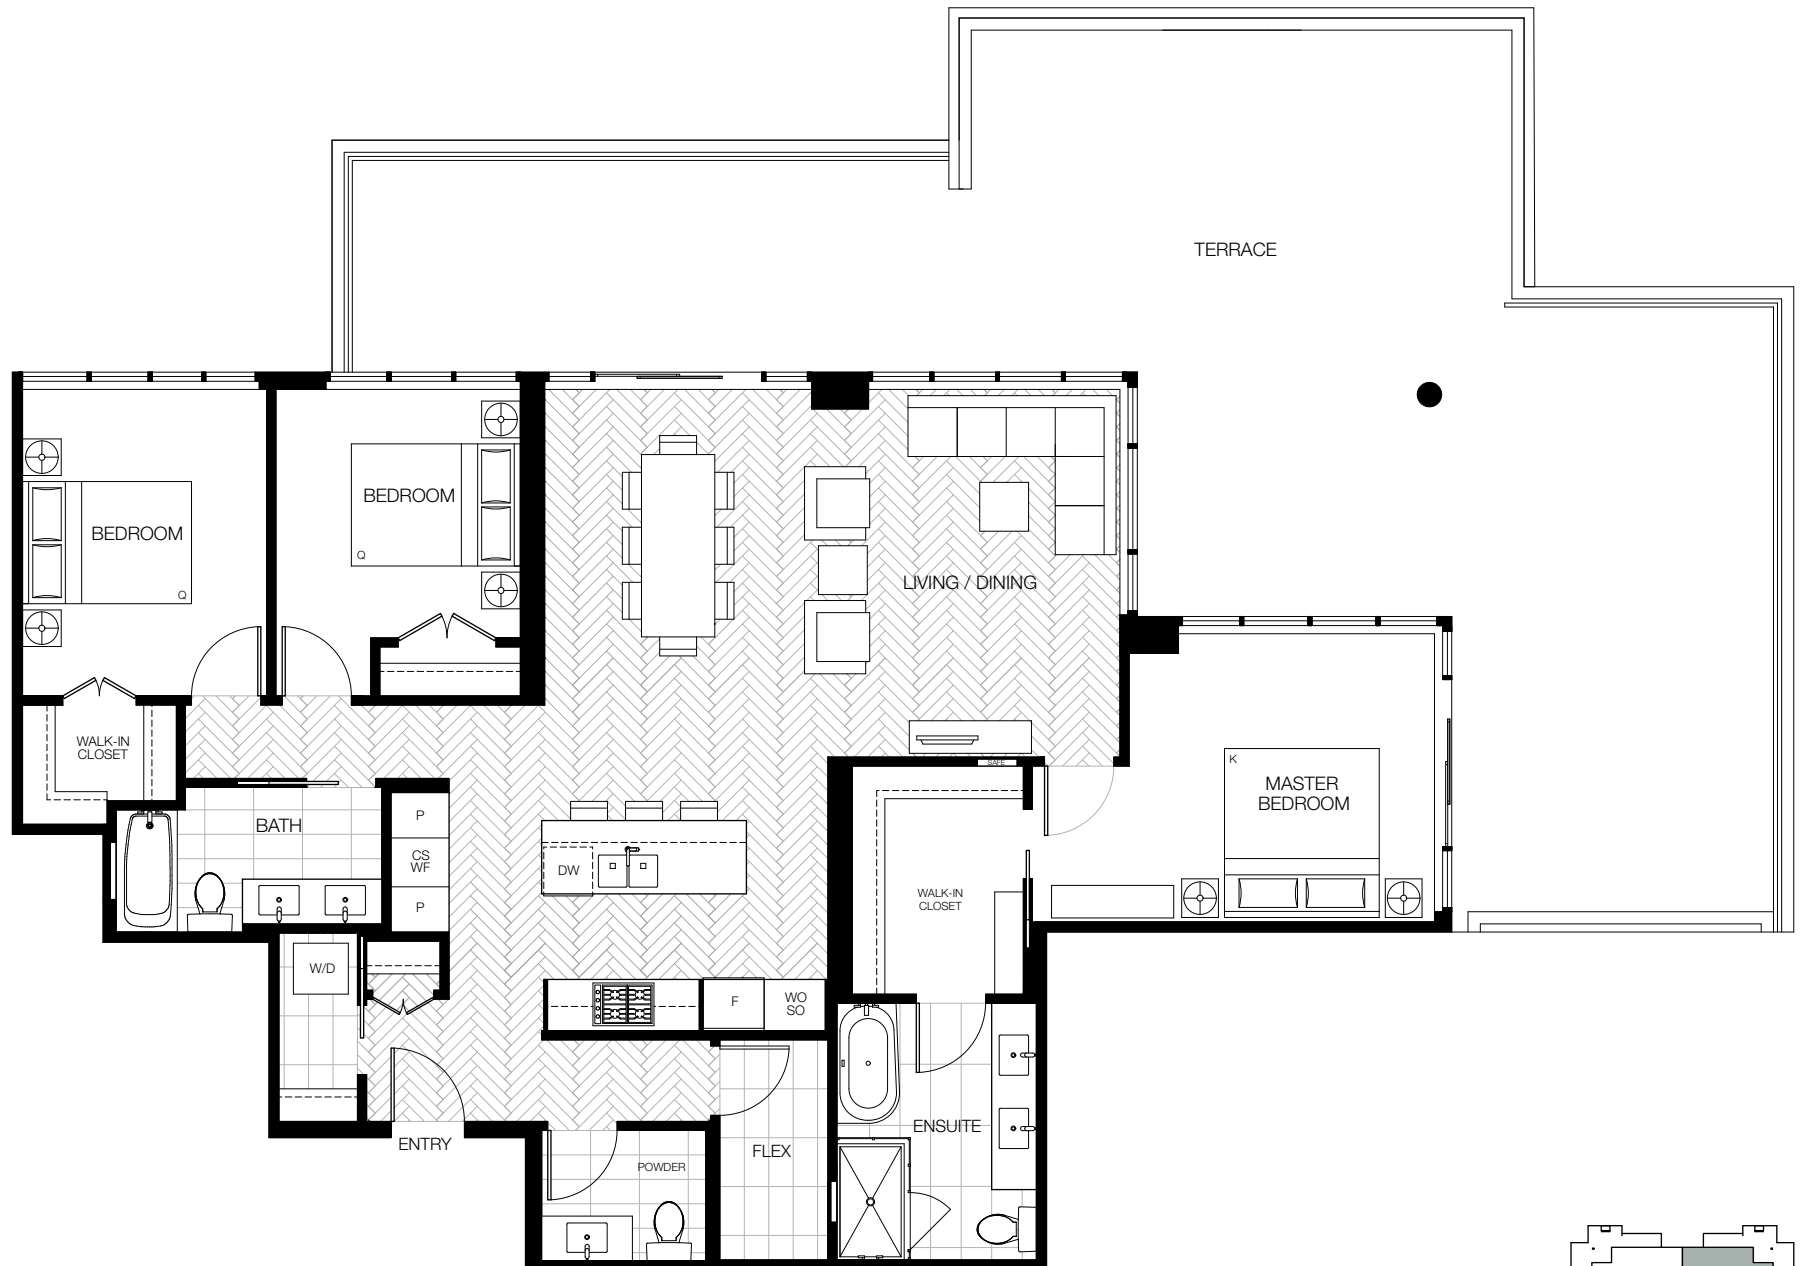 TERRACE
BEDROOM
Q
BEDROOM
Q
LIVING / DINING
WALK-IN
CLOSET
SAFE
K
MASTER
BEDROOM
BATH
P
CS
WF
P
DW
WALK-IN
CLOSET
W/D
F
WO
SO
ENTRY
POWDER
FLEX
ENSUITE